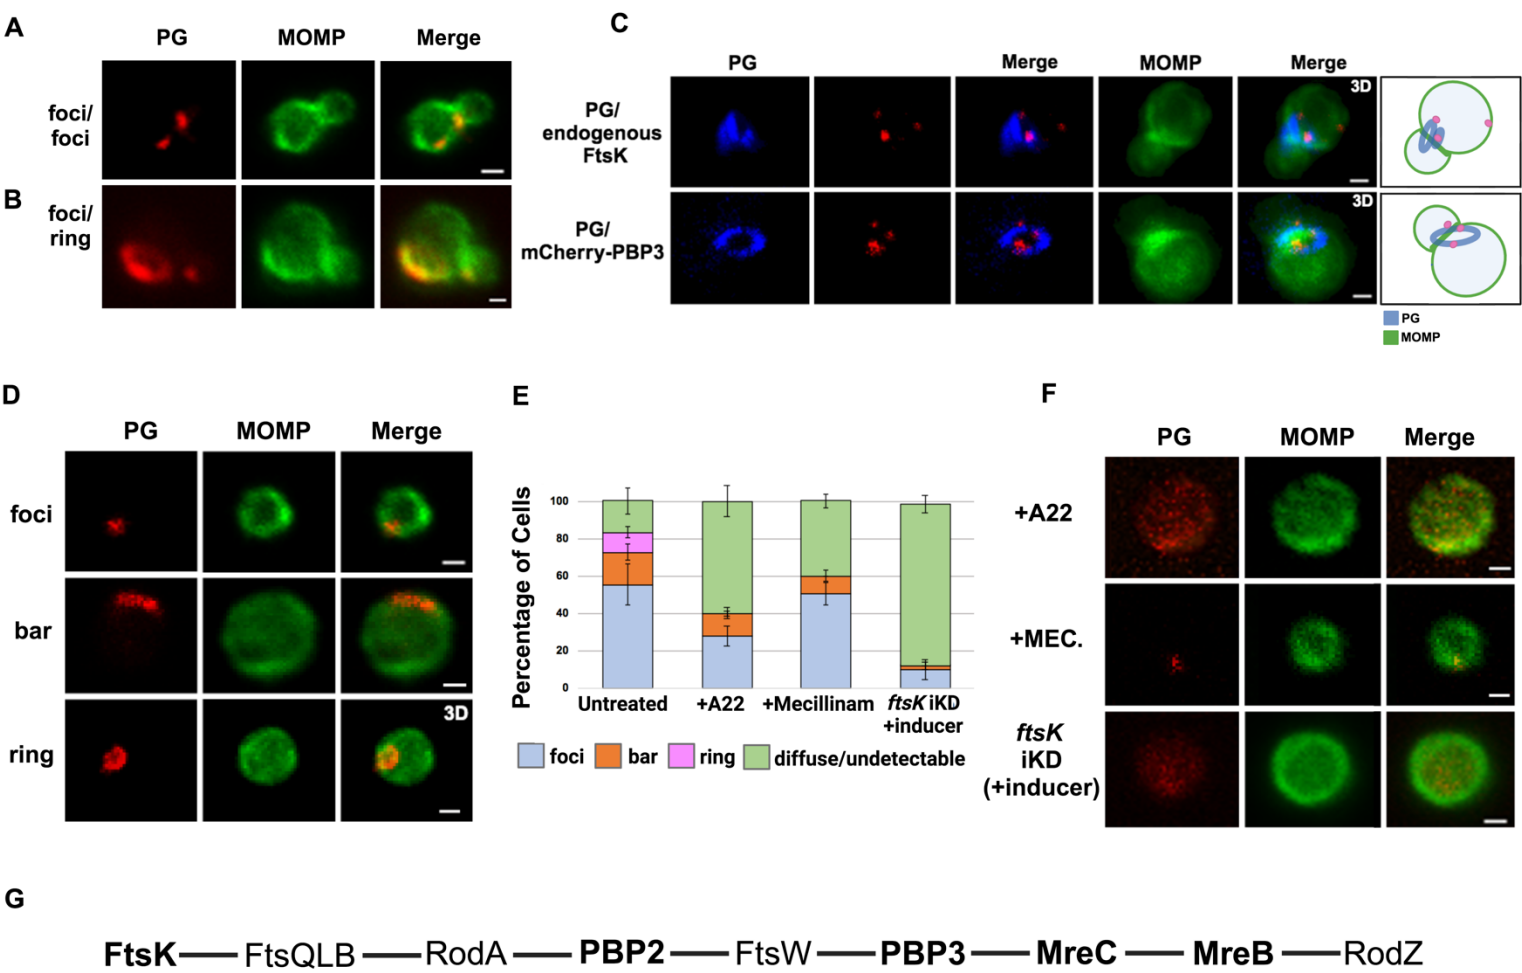 A
PG MOMP Merge
foci/
foci
B
foci/
ring
C
PG Merge MOMP Merge
PG/
endogenous
FtsK
3D
PG/
mCherry-PBP3
3D
PG
MOMP
D
PG MOMP Merge
foci
bar
ring
3D
E
Percentage of Cells
100
80
60
40
20
0
Untreated +A22 +Mecillinam ftsK iKD
+inducer
foci bar ring diffuse/undetectable
F
PG MOMP Merge
+A22
+MEC.
ftsK
iKD
(+inducer)
G
FtsK FtsQLB RodA PBP2 FtsW PBP3 MreC MreB RodZ